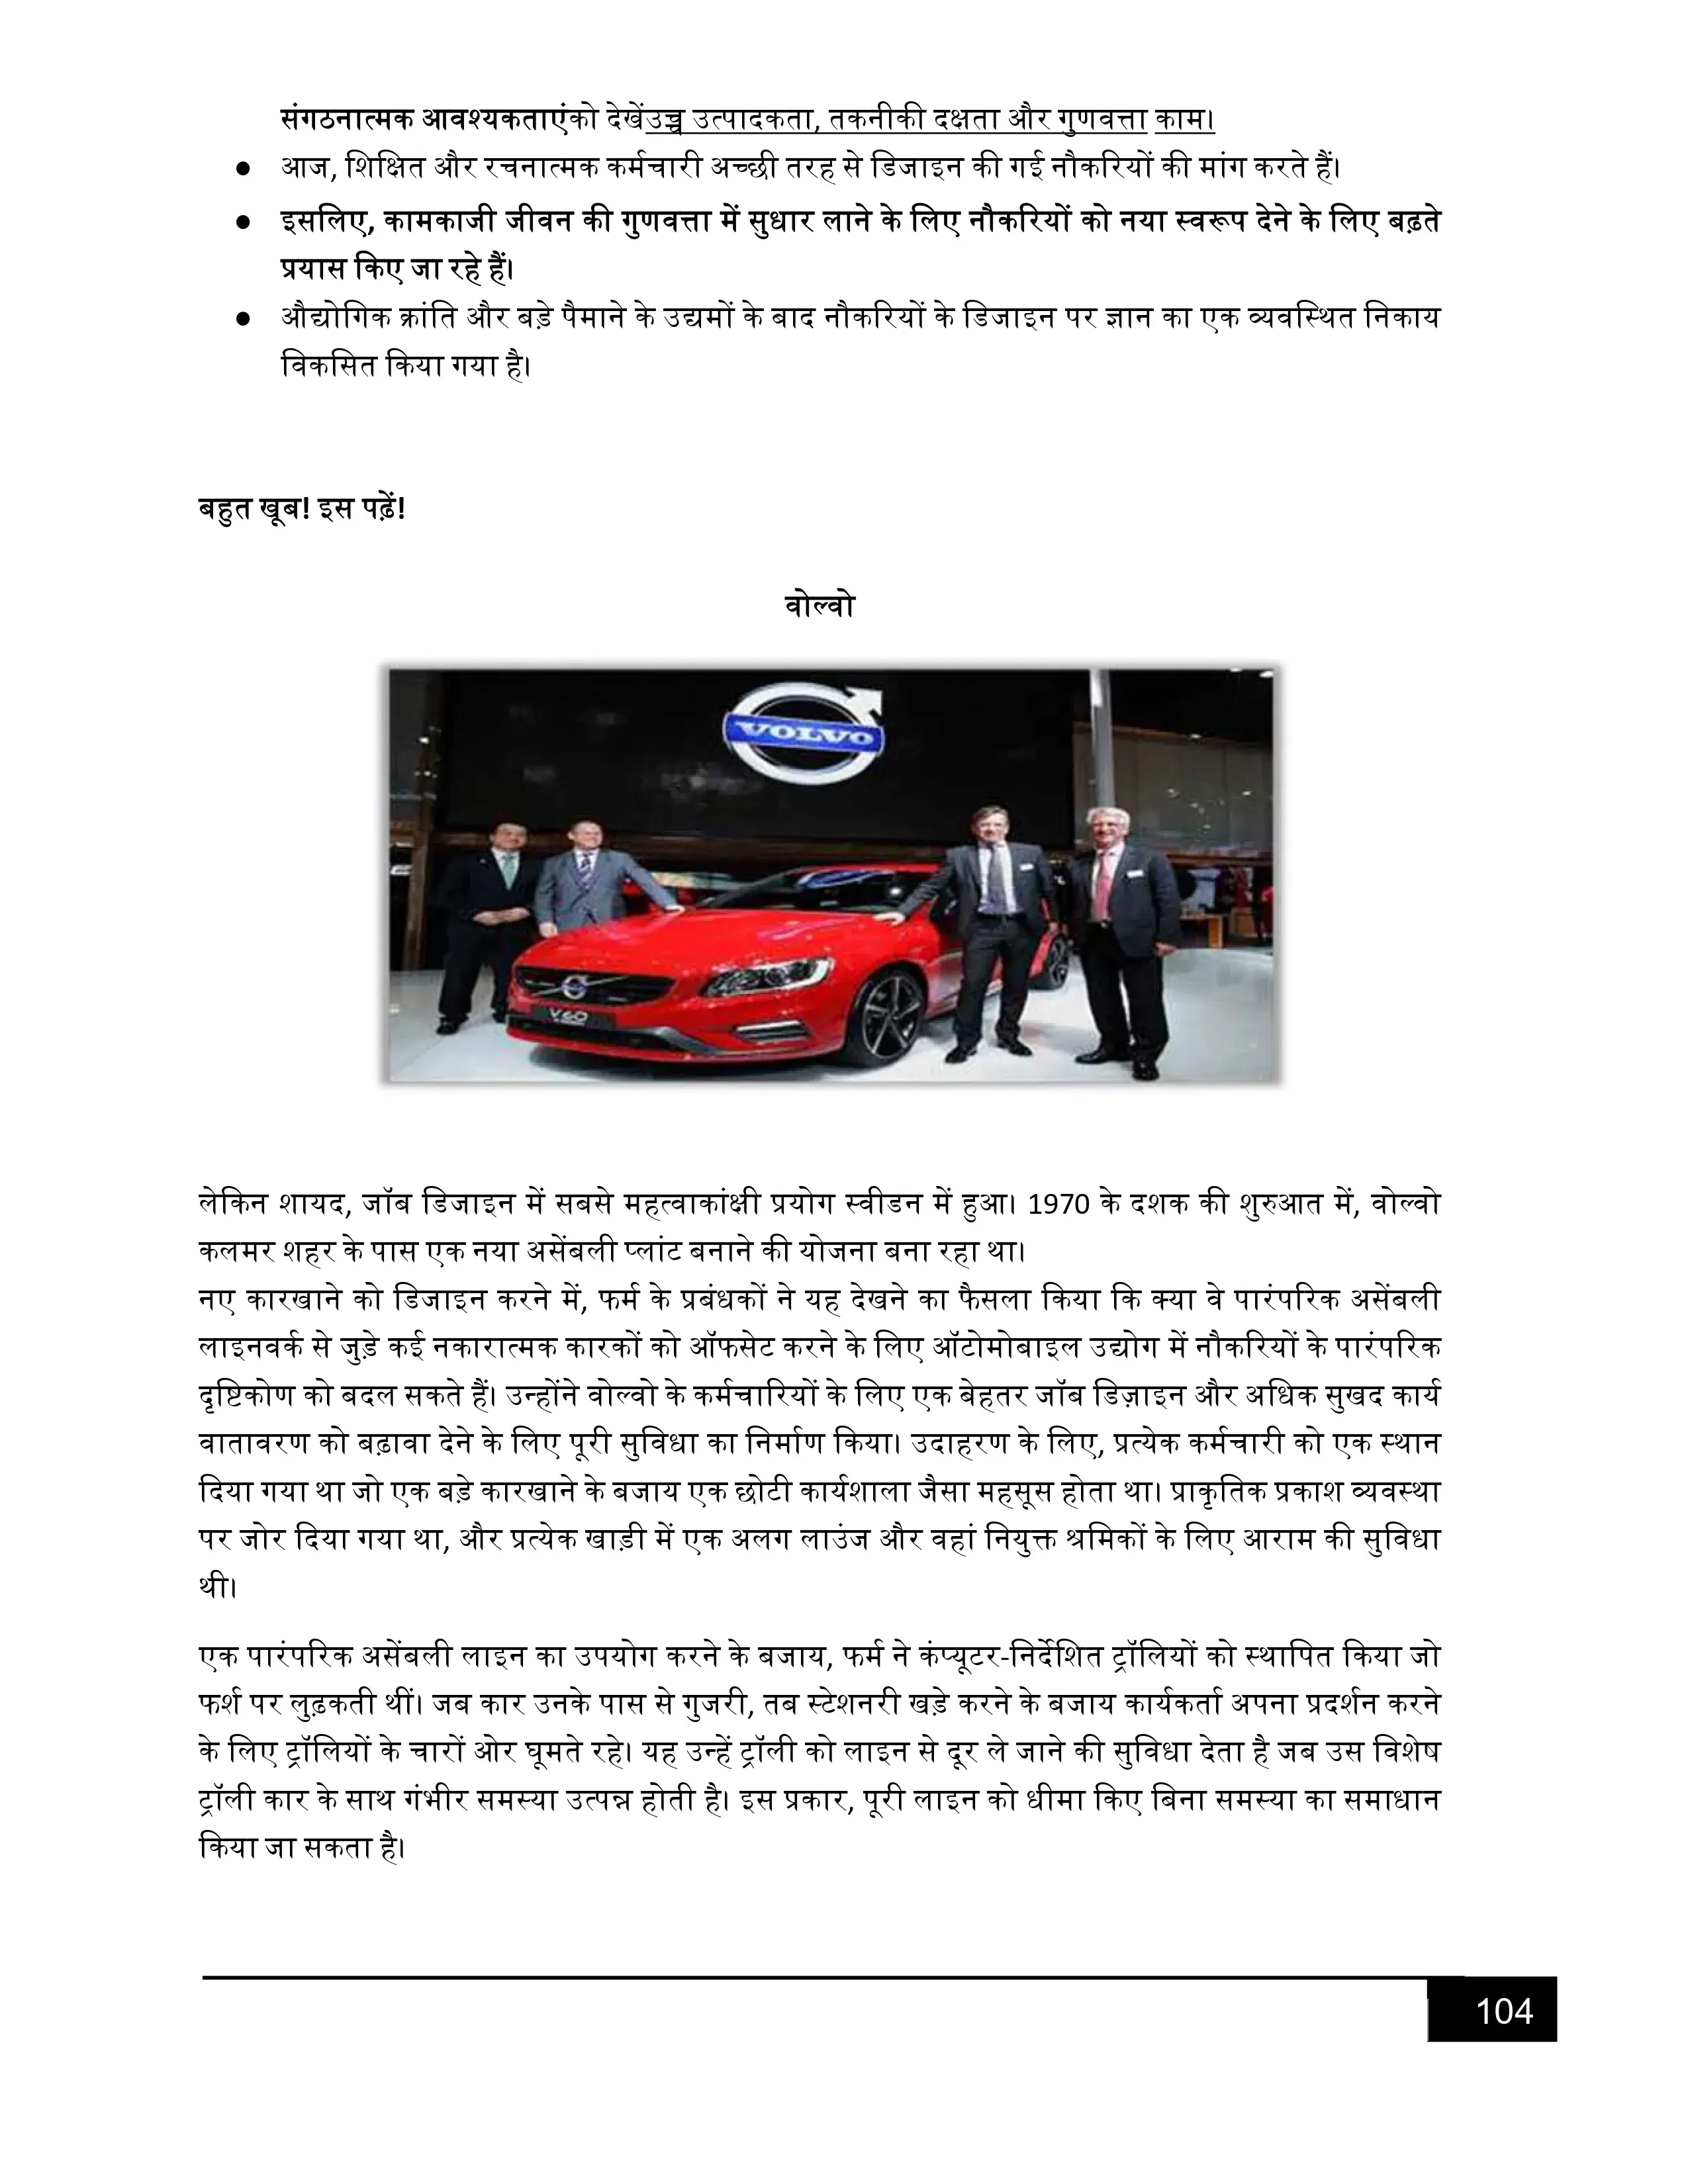 संगठनात्मक आवश्यकताएंको देखेंउच्च उत्पादकता, तकनीकी दक्षता और गुणवत्ता काम।
● आज, शिक्षित और रचनात्मक कर्मचारी अच्छी तरह से डिजाइन की गई नौकरियों की मांग करते हैं।
● इसलिए, कामकाजी जीवन की गुणवत्ता में सुधार लाने के लिए नौकरियों को नया स्वरूप देने के लिए बढ़ते
प्रयास किए जा रहे हैं।
● औद्योगिक क्रांति और बड़े पैमाने के उद्यमों के बाद नौकरियों के डिजाइन पर ज्ञान का एक व्यवस्थित निकाय
विकसित किया गया है।
बहुत खूब! इस पढ़ें!
वोल्वो
VOLVO
V60
लेकिन शायद, जॉब डिजाइन में सबसे महत्वाकांक्षी प्रयोग स्वीडन में हुआ। 1970 के दशक की शुरुआत में, वोल्वो
कलमर शहर के पास एक नया असेंबली प्लांट बनाने की योजना बना रहा था।
नए कारखाने को डिजाइन करने में, फर्म के प्रबंधकों ने यह देखने का फैसला किया कि क्या वे पारंपरिक असेंबली
लाइनवर्क से जुड़े कई नकारात्मक कारकों को ऑफसेट करने के लिए ऑटोमोबाइल उद्योग में नौकरियों के पारंपरिक
दृष्टिकोण को बदल सकते हैं। उन्होंने वोल्वो के कर्मचारियों के लिए एक बेहतर जॉब डिज़ाइन और अधिक सुखद कार्य
वातावरण को बढ़ावा देने के लिए पूरी सुविधा का निर्माण किया। उदाहरण के लिए, प्रत्येक कर्मचारी को एक स्थान
दिया गया था जो एक बड़े कारखाने के बजाय एक छोटी कार्यशाला जैसा महसूस होता था। प्राकृतिक प्रकाश व्यवस्था
पर जोर दिया गया था, और प्रत्येक खाड़ी में एक अलग लाउंज और वहां नियुक्त श्रमिकों के लिए आराम की सुविधा
थी।
एक पारंपरिक असेंबली लाइन का उपयोग करने के बजाय, फर्म ने कंप्यूटर-निर्देशित ट्रॉलियों को स्थापित किया जो
फर्श पर लुढ़कती थीं। जब कार उनके पास से गुजरी, तब स्टेशनरी खड़े करने के बजाय कार्यकर्ता अपना प्रदर्शन करने
के लिए ट्रॉलियों के चारों ओर घूमते रहे। यह उन्हें ट्रॉली को लाइन से दूर ले जाने की सुविधा देता है जब उस विशेष
ट्रॉली कार के साथ गंभीर समस्या उत्पन्न होती है। इस प्रकार, पूरी लाइन को धीमा किए बिना समस्या का समाधान
किया जा सकता है।
104